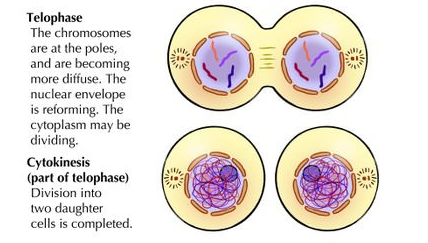 Telophase
The chromosomes
are at the poles,
and are becoming
more diffuse. The
nuclear envelope
is reforming. The
cytoplasm may be
dividing.
Cytokinesis
(part of telophase)
Division into
two daughter
cells is completed.